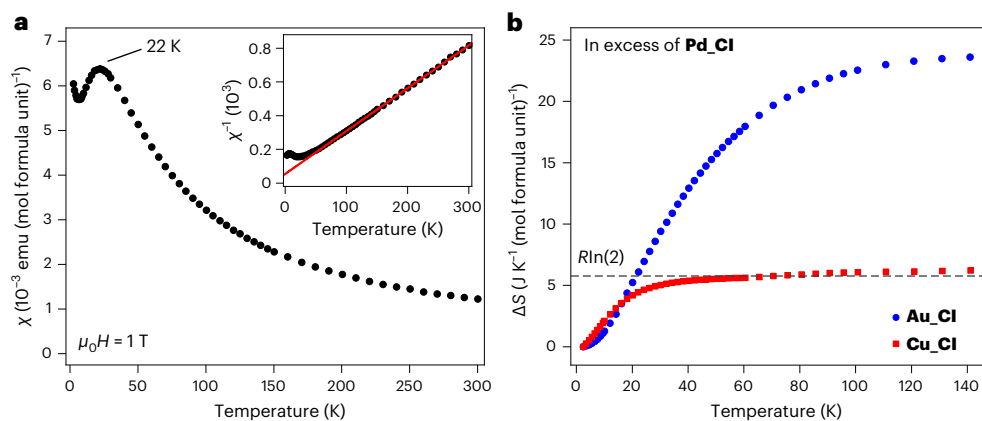 a
7
6
5
4
3
2
1
0
χ (10⁻³ emu (mol formula unit)⁻¹)
22 K
μ₀H = 1 T
0 50 100 150 200 250 300
Temperature (K)
0.8
0.6
0.4
0.2
0
χ⁻¹ (10³)
0 100 200 300
Temperature (K)
b
In excess of Pd_Cl
25
20
15
10
5
0
ΔS (J K⁻¹ (mol formula unit)⁻¹)
Rln(2)
Au_Cl
Cu_Cl
0 20 40 60 80 100 120 140
Temperature (K)